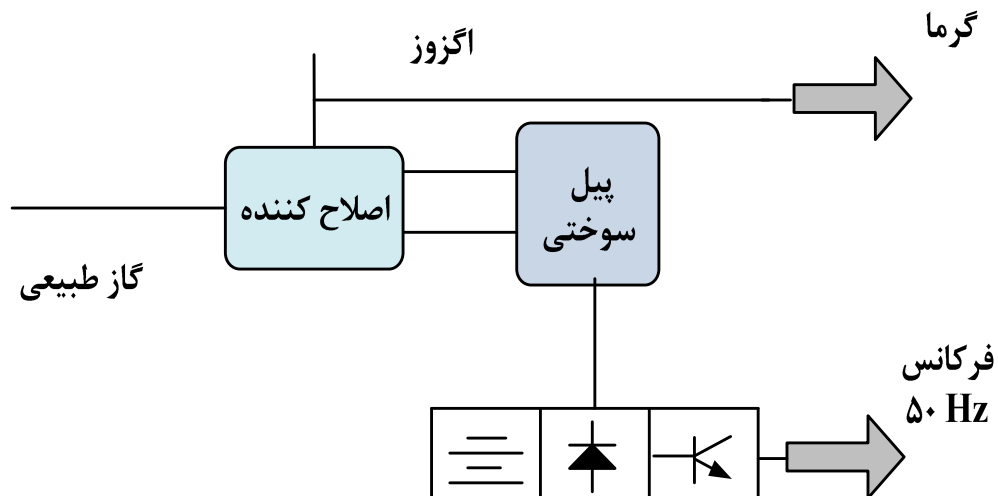 گرما
اگزوز
پیل
سوختی
اصلاح کننده
گاز طبیعی
فرکانس
۵۰ Hz